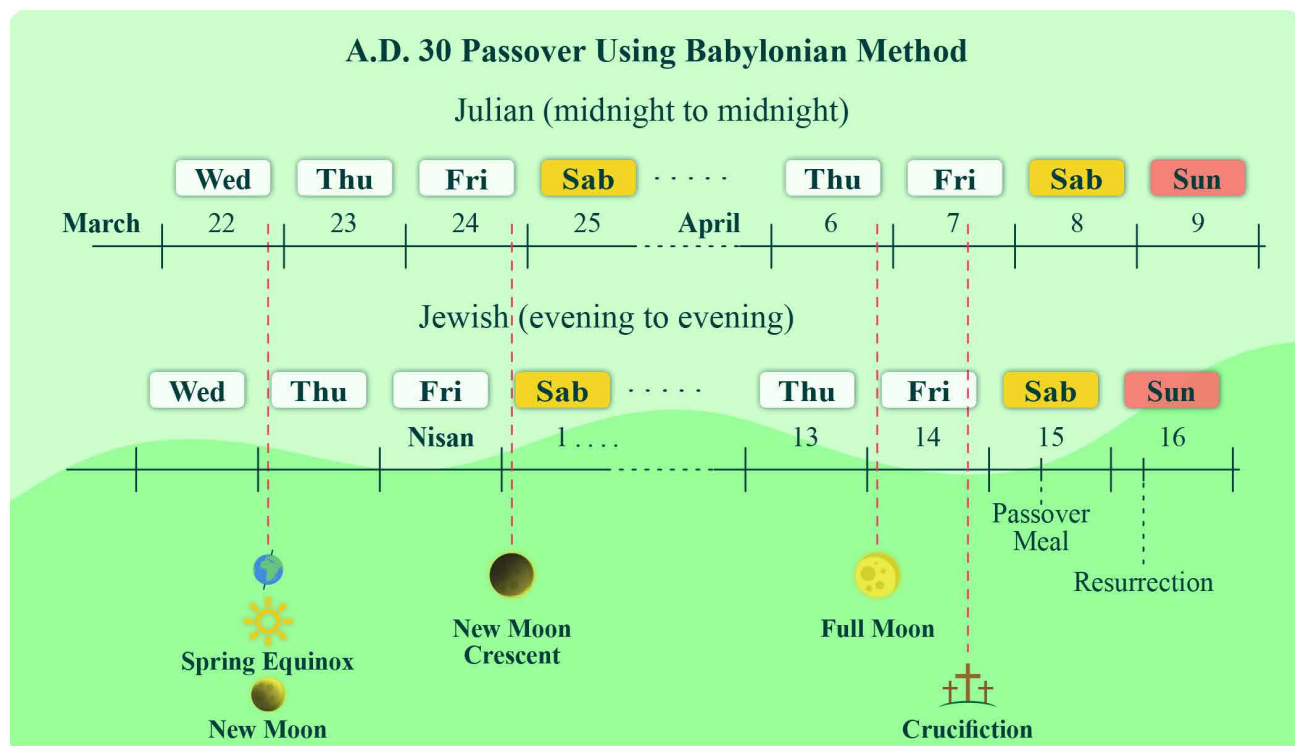 A.D. 30 Passover Using Babylonian Method
Julian (midnight to midnight)
Wed Thu Fri Sab . . . . . Thu Fri Sab Sun
March 22 23 24 25 April 6 7 8 9
Jewish (evening to evening)
Wed Thu Fri Sab . . . . . Thu Fri Sab Sun
Nisan 1 . . . . 13 14 15 16
Passover
Meal
Resurrection
Spring Equinox
New Moon
New Moon
Crescent
Full Moon
Crucifiction